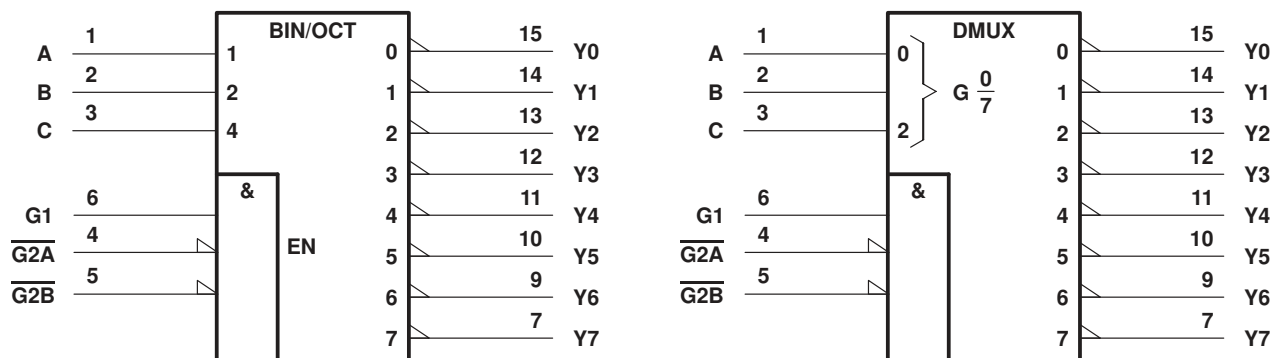 BIN/OCT
A 1 1 0 15 Y0
B 2 2 1 14 Y1
C 3 4 2 13 Y2
3 12 Y3
&
G1 6 4 11 Y4
G2A 4 EN 5 10 Y5
G2B 5 6 9 Y6
7 7 Y7
DMUX
A 1 0 0 15 Y0
B 2 G 0/7 1 14 Y1
C 3 2 2 13 Y2
3 12 Y3
&
G1 6 4 11 Y4
G2A 4 5 10 Y5
G2B 5 6 9 Y6
7 7 Y7